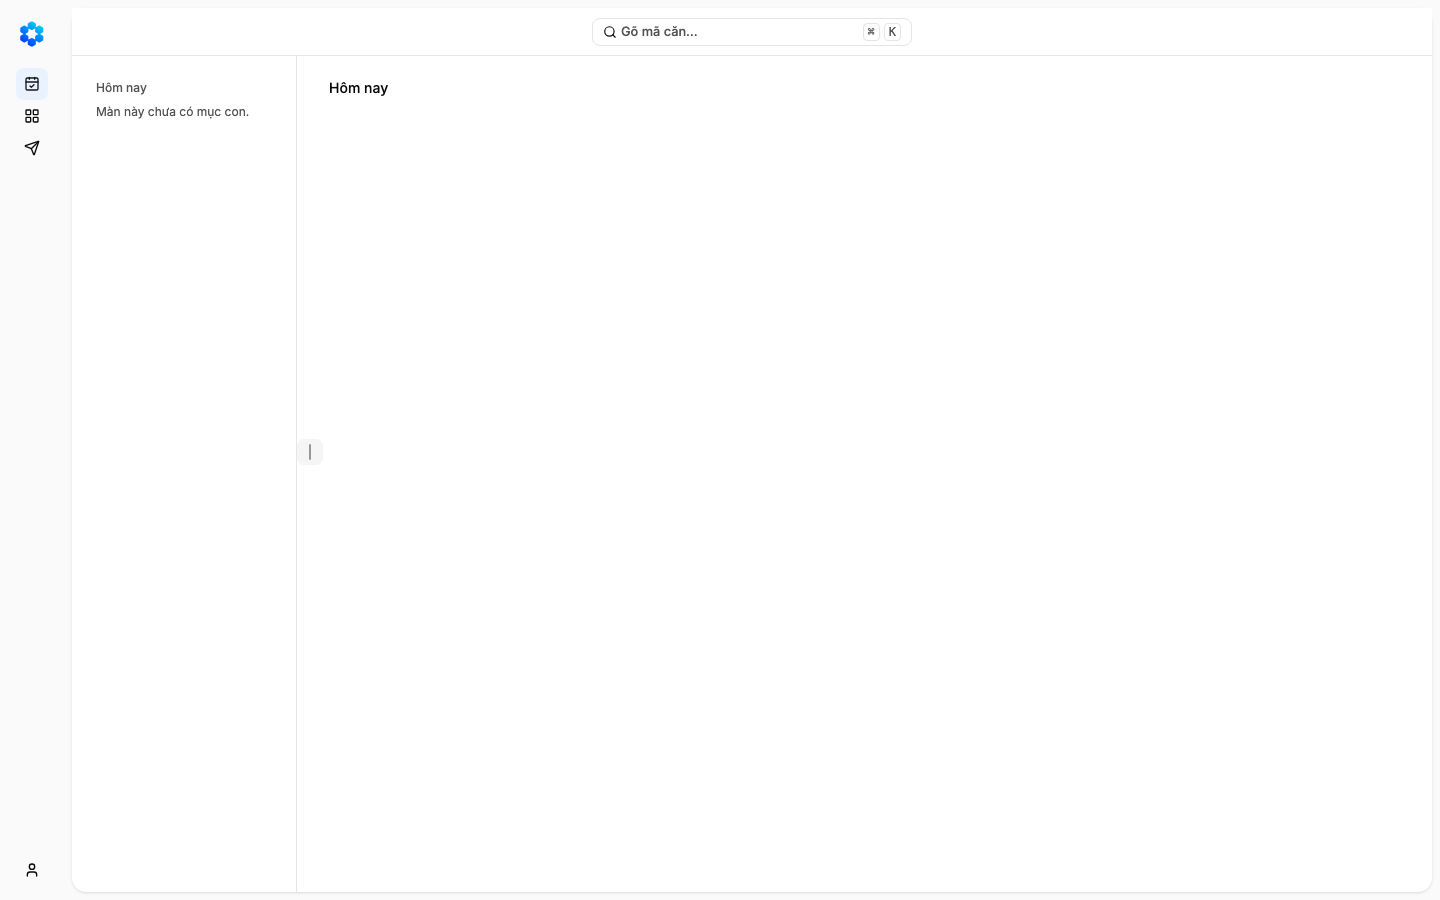 Gõ mã căn...
⌘ K
Hôm nay
Màn này chưa có mục con.
Hôm nay